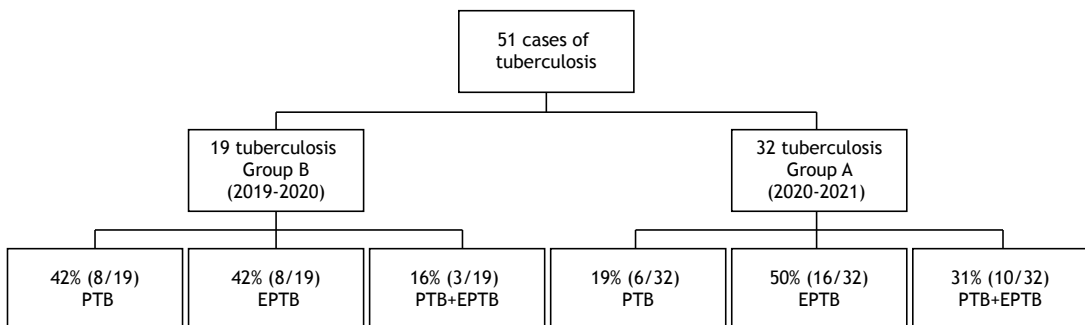 51 cases of
tuberculosis
19 tuberculosis
Group B
(2019-2020)
32 tuberculosis
Group A
(2020-2021)
42% (8/19)
PTB
42% (8/19)
EPTB
16% (3/19)
PTB+EPTB
19% (6/32)
PTB
50% (16/32)
EPTB
31% (10/32)
PTB+EPTB